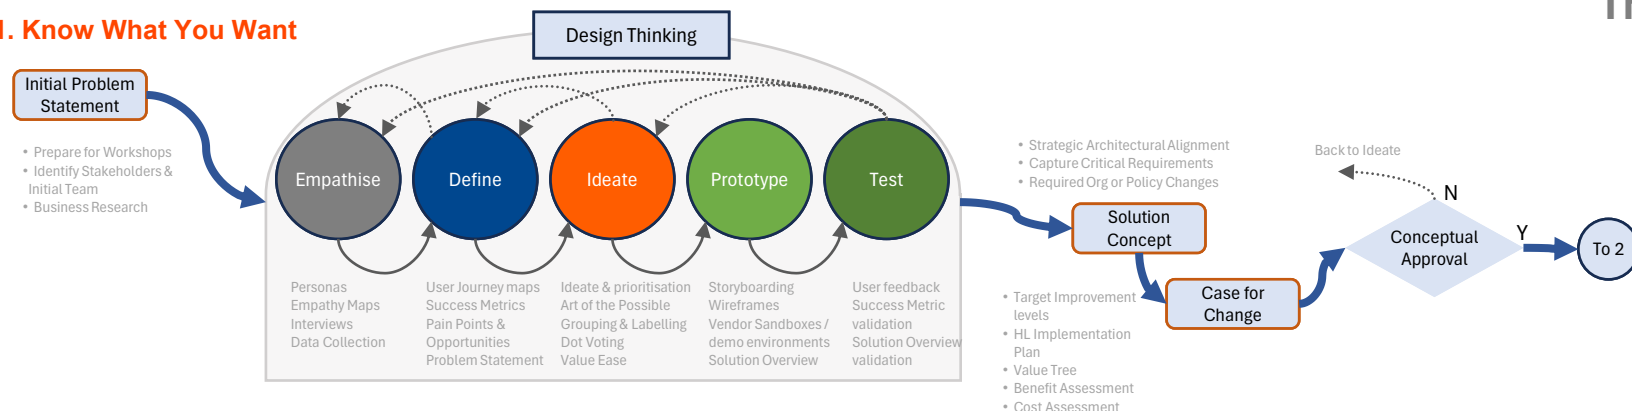 1. Know What You Want
Design Thinking
Initial Problem
Statement
• Prepare for Workshops
• Identify Stakeholders &
Initial Team
• Business Research
Empathise
Define
Ideate
Prototype
Test
Personas
Empathy Maps
Interviews
Data Collection
User Journey maps
Success Metrics
Pain Points &
Opportunities
Problem Statement
Ideate & prioritisation
Art of the Possible
Grouping & Labelling
Dot Voting
Value Ease
Storyboarding
Wireframes
Vendor Sandboxes /
demo environments
Solution Overview
User feedback
Success Metric
validation
Solution Overview
validation
• Strategic Architectural Alignment
• Capture Critical Requirements
• Required Org or Policy Changes
Solution
Concept
• Target Improvement
levels
• HL Implementation
Plan
• Value Tree
• Benefit Assessment
• Cost Assessment
Case for
Change
Back to Ideate
N
Conceptual
Approval
Y
To 2